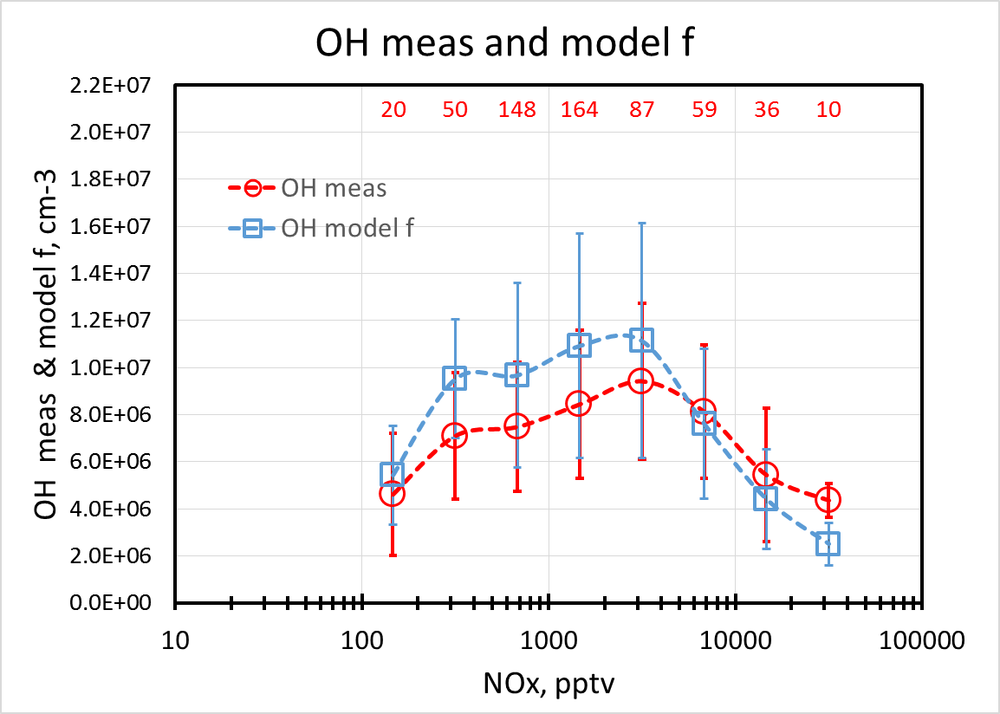 OH meas and model f
2.2E+07
20 50 148 164 87 59 36 10
2.0E+07
1.8E+07
OH meas
1.6E+07
OH model f
1.4E+07
1.2E+07
1.0E+07
8.0E+06
6.0E+06
4.0E+06
2.0E+06
0.0E+00
OH meas & model f, cm-3
10 100 1000 10000 100000
NOx, pptv